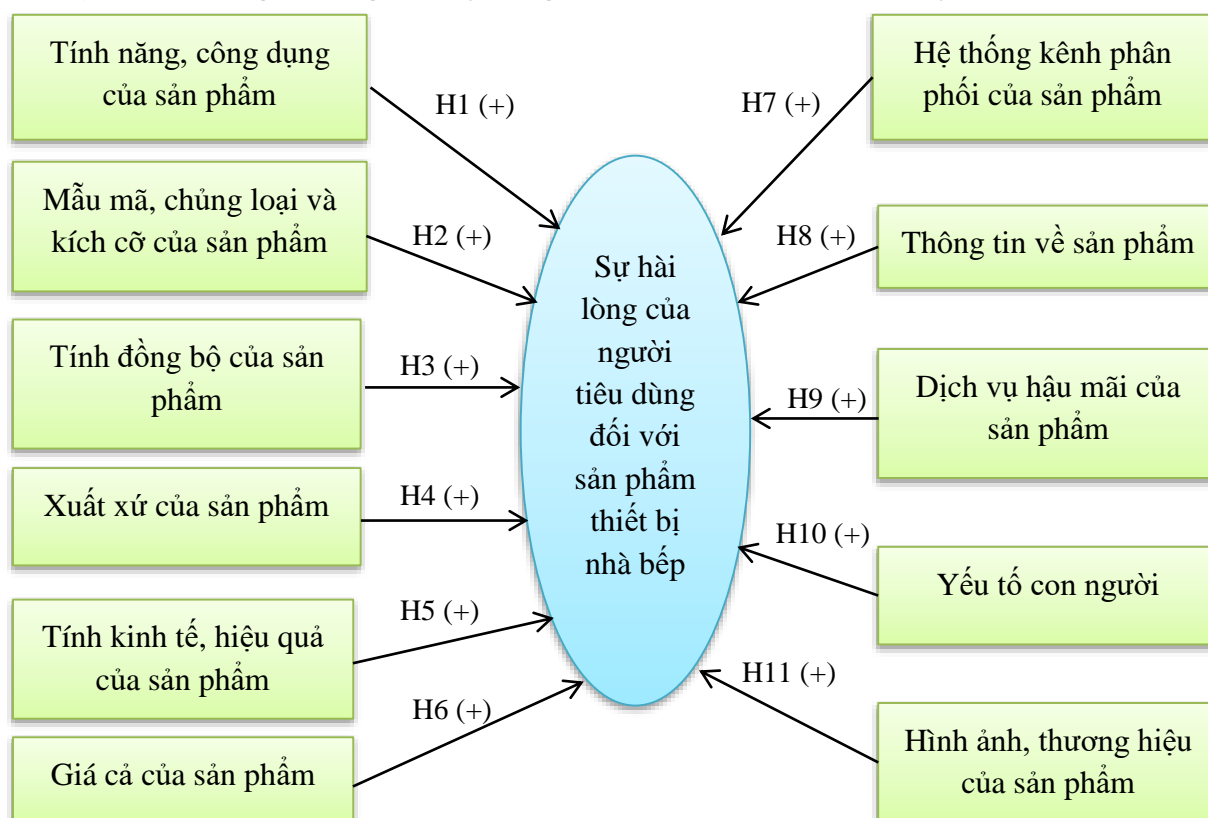 Tính năng, công dụng
của sản phẩm
H1 (+)
Mẫu mã, chủng loại và
kích cỡ của sản phẩm
H2 (+)
Tính đồng bộ của sản
phẩm
H3 (+)
Xuất xứ của sản phẩm
H4 (+)
Tính kinh tế, hiệu quả
của sản phẩm
H5 (+)
Giá cả của sản phẩm
H6 (+)
Sự hài
lòng của
người
tiêu dùng
đối với
sản phẩm
thiết bị
nhà bếp
Hệ thống kênh phân
phối của sản phẩm
H7 (+)
Thông tin về sản phẩm
H8 (+)
Dịch vụ hậu mãi của
sản phẩm
H9 (+)
Yếu tố con người
H10 (+)
Hình ảnh, thương hiệu
của sản phẩm
H11 (+)